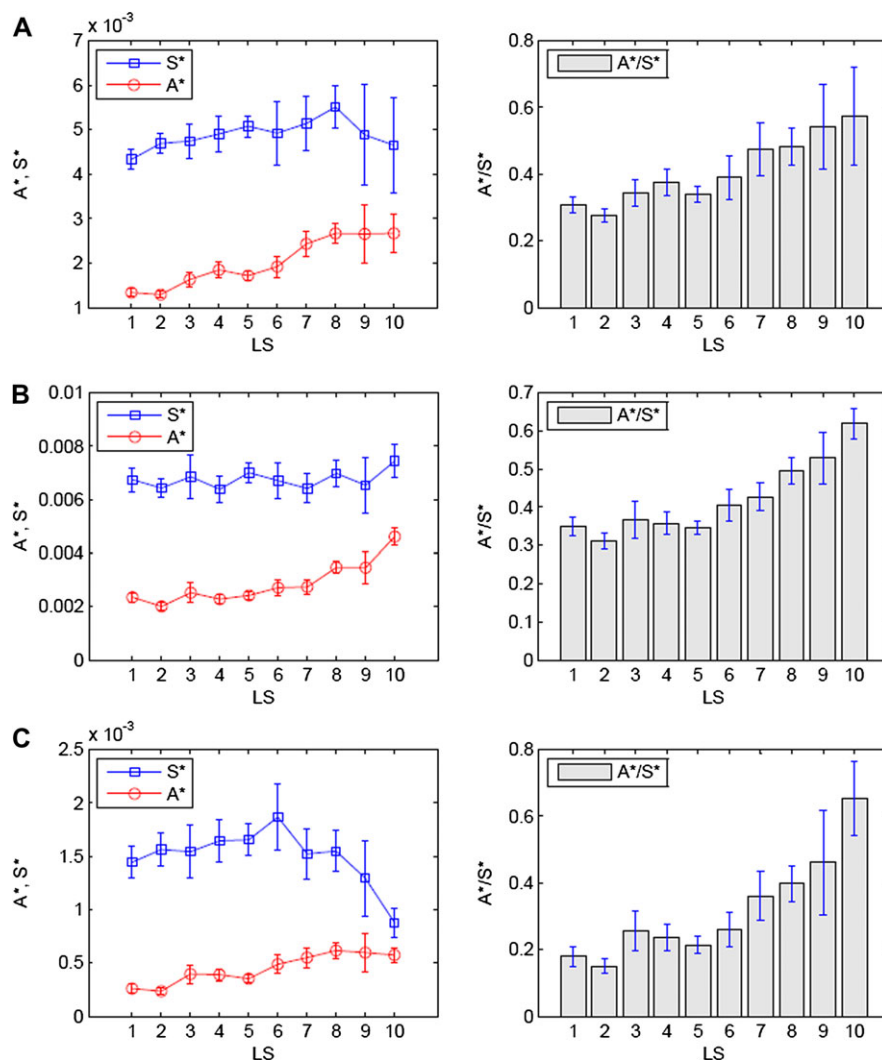 A
x 10-3
7
6
5
4
3
2
1
A*, S*
S*
A*
1 2 3 4 5 6 7 8 9 10
LS
0.8
0.6
0.4
0.2
0
A*/S*
A*/S*
1 2 3 4 5 6 7 8 9 10
LS
B
0.01
0.008
0.006
0.004
0.002
0
A*, S*
S*
A*
1 2 3 4 5 6 7 8 9 10
LS
0.7
0.6
0.5
0.4
0.3
0.2
0.1
0
A*/S*
A*/S*
1 2 3 4 5 6 7 8 9 10
LS
C
x 10-3
2.5
2
1.5
1
0.5
0
A*, S*
S*
A*
1 2 3 4 5 6 7 8 9 10
LS
0.8
0.6
0.4
0.2
0
A*/S*
A*/S*
1 2 3 4 5 6 7 8 9 10
LS